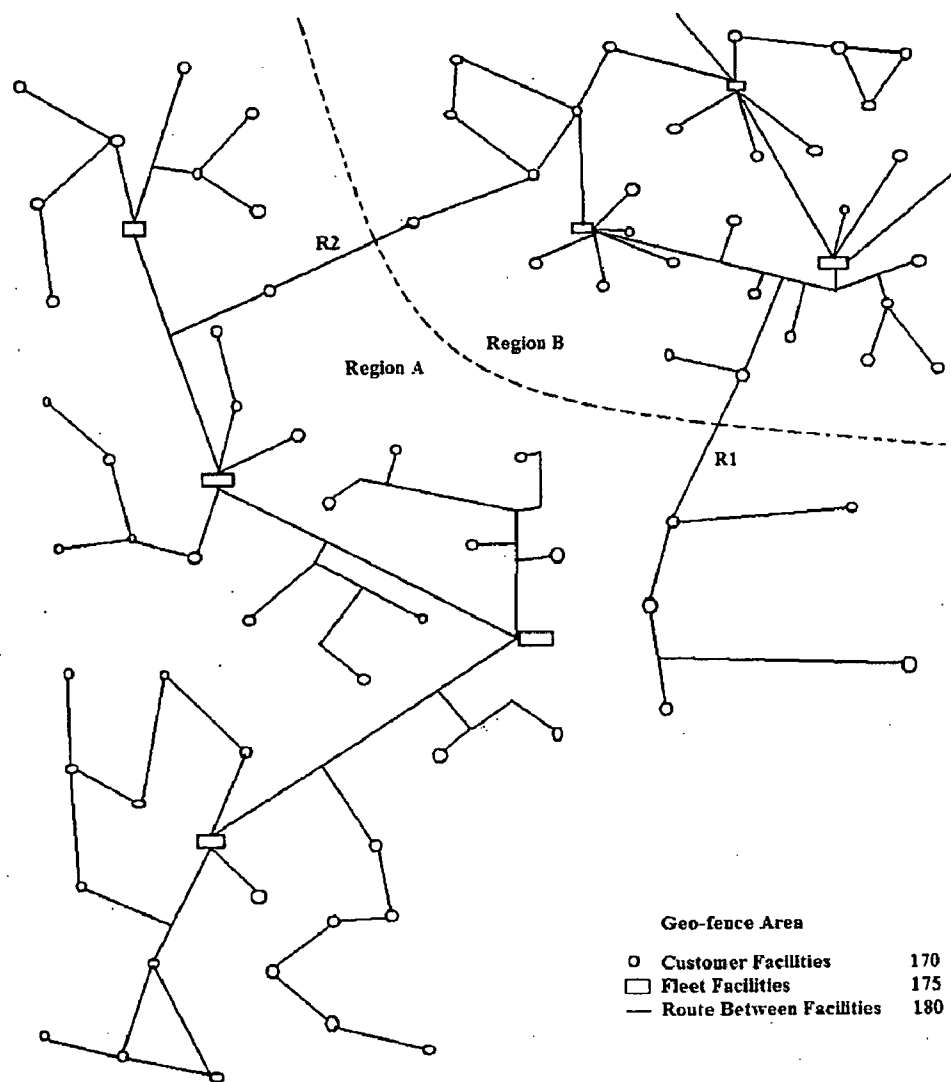 R2
Region A
Region B
R1
Geo-fence Area
Customer Facilities 170
Fleet Facilities 175
Route Between Facilities 180